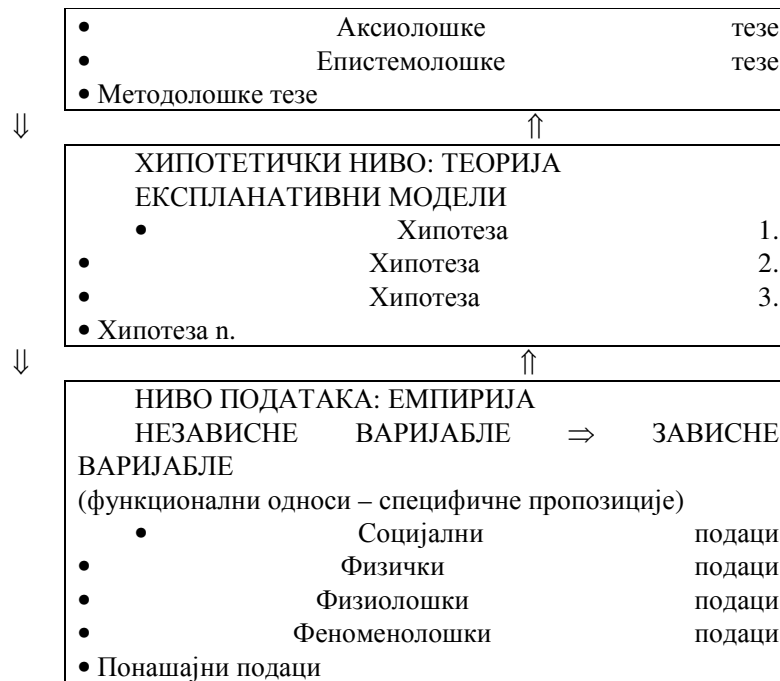 • Аксиолошке тезе
• Епистемолошке тезе
• Методолошке тезе
⇓ ⇑
ХИПОТЕТИЧКИ НИВО: ТЕОРИЈА
ЕКСПЛАНАТИВНИ МОДЕЛИ
• Хипотеза 1.
• Хипотеза 2.
• Хипотеза 3.
• Хипотеза n.
⇓ ⇑
НИВО ПОДАТАКА: ЕМПИРИЈА
НЕЗАВИСНЕ ВАРИЈАБЛЕ ⇒ ЗАВИСНЕ
ВАРИЈАБЛЕ
(функционални односи – специфичне пропозиције)
• Социјални подаци
• Физички подаци
• Физиолошки подаци
• Феноменолошки подаци
• Понашајни подаци